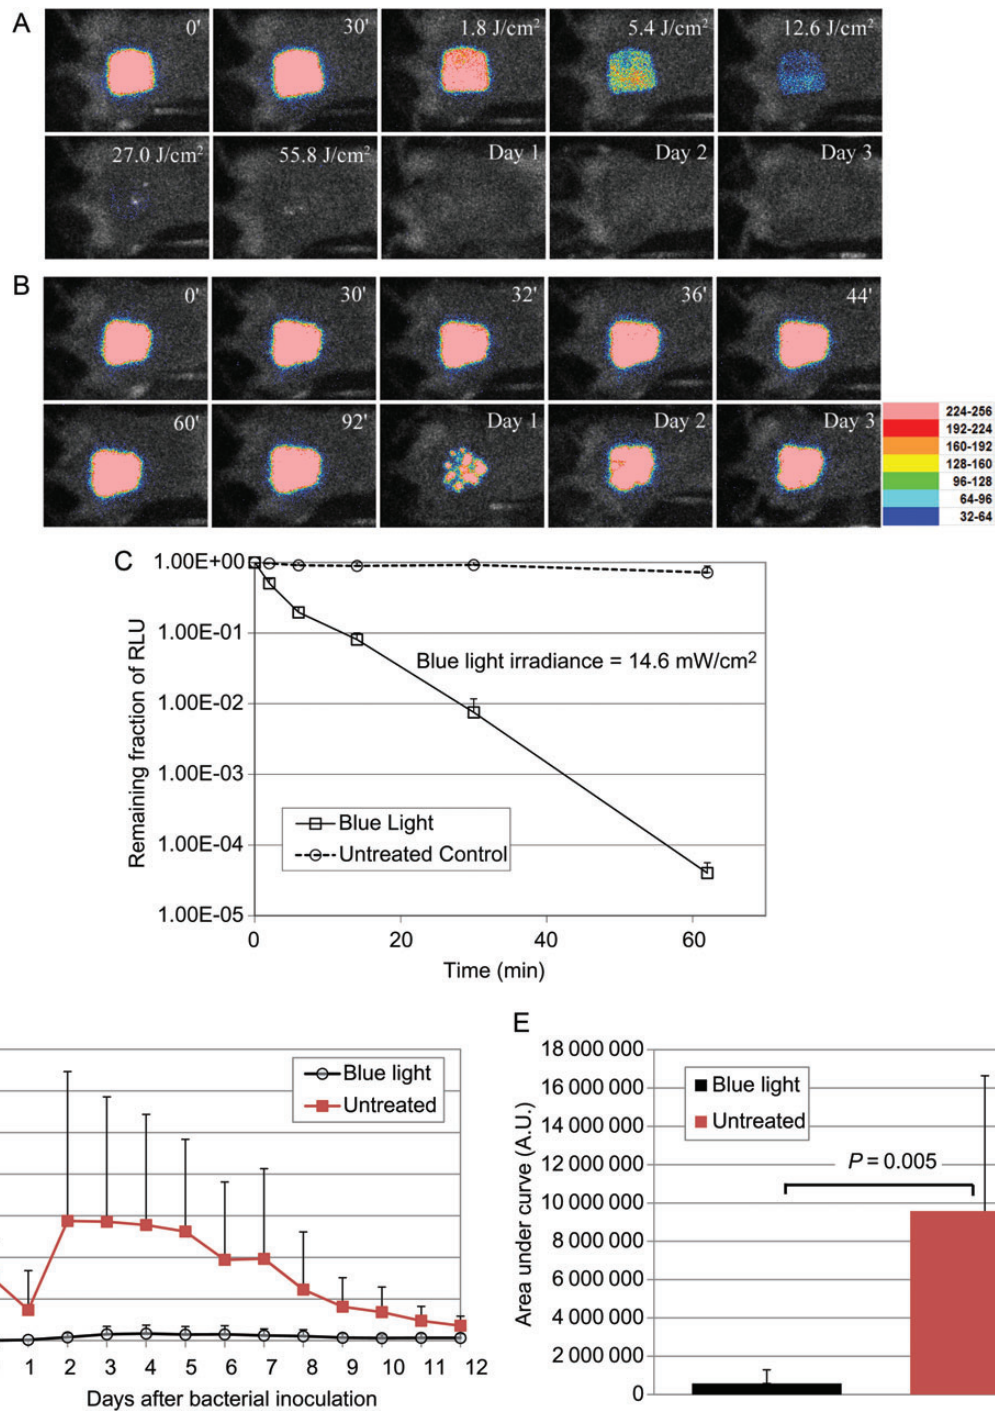 A
0'
30'
1.8 J/cm²
5.4 J/cm²
12.6 J/cm²
27.0 J/cm²
55.8 J/cm²
Day 1
Day 2
Day 3
B
0'
30'
32'
36'
44'
60'
92'
Day 1
Day 2
Day 3
224-256
192-224
160-192
128-160
96-128
64-96
32-64
C
1.00E+00
1.00E-01
1.00E-02
1.00E-03
1.00E-04
1.00E-05
Remaining fraction of RLU
Blue light irradiance = 14.6 mW/cm²
Blue Light
Untreated Control
0
20
40
60
Time (min)
Blue light
Untreated
1 2 3 4 5 6 7 8 9 10 11 12
Days after bacterial inoculation
E
18 000 000
16 000 000
14 000 000
12 000 000
10 000 000
8 000 000
6 000 000
4 000 000
2 000 000
0
Area under curve (A.U.)
Blue light
Untreated
P = 0.005